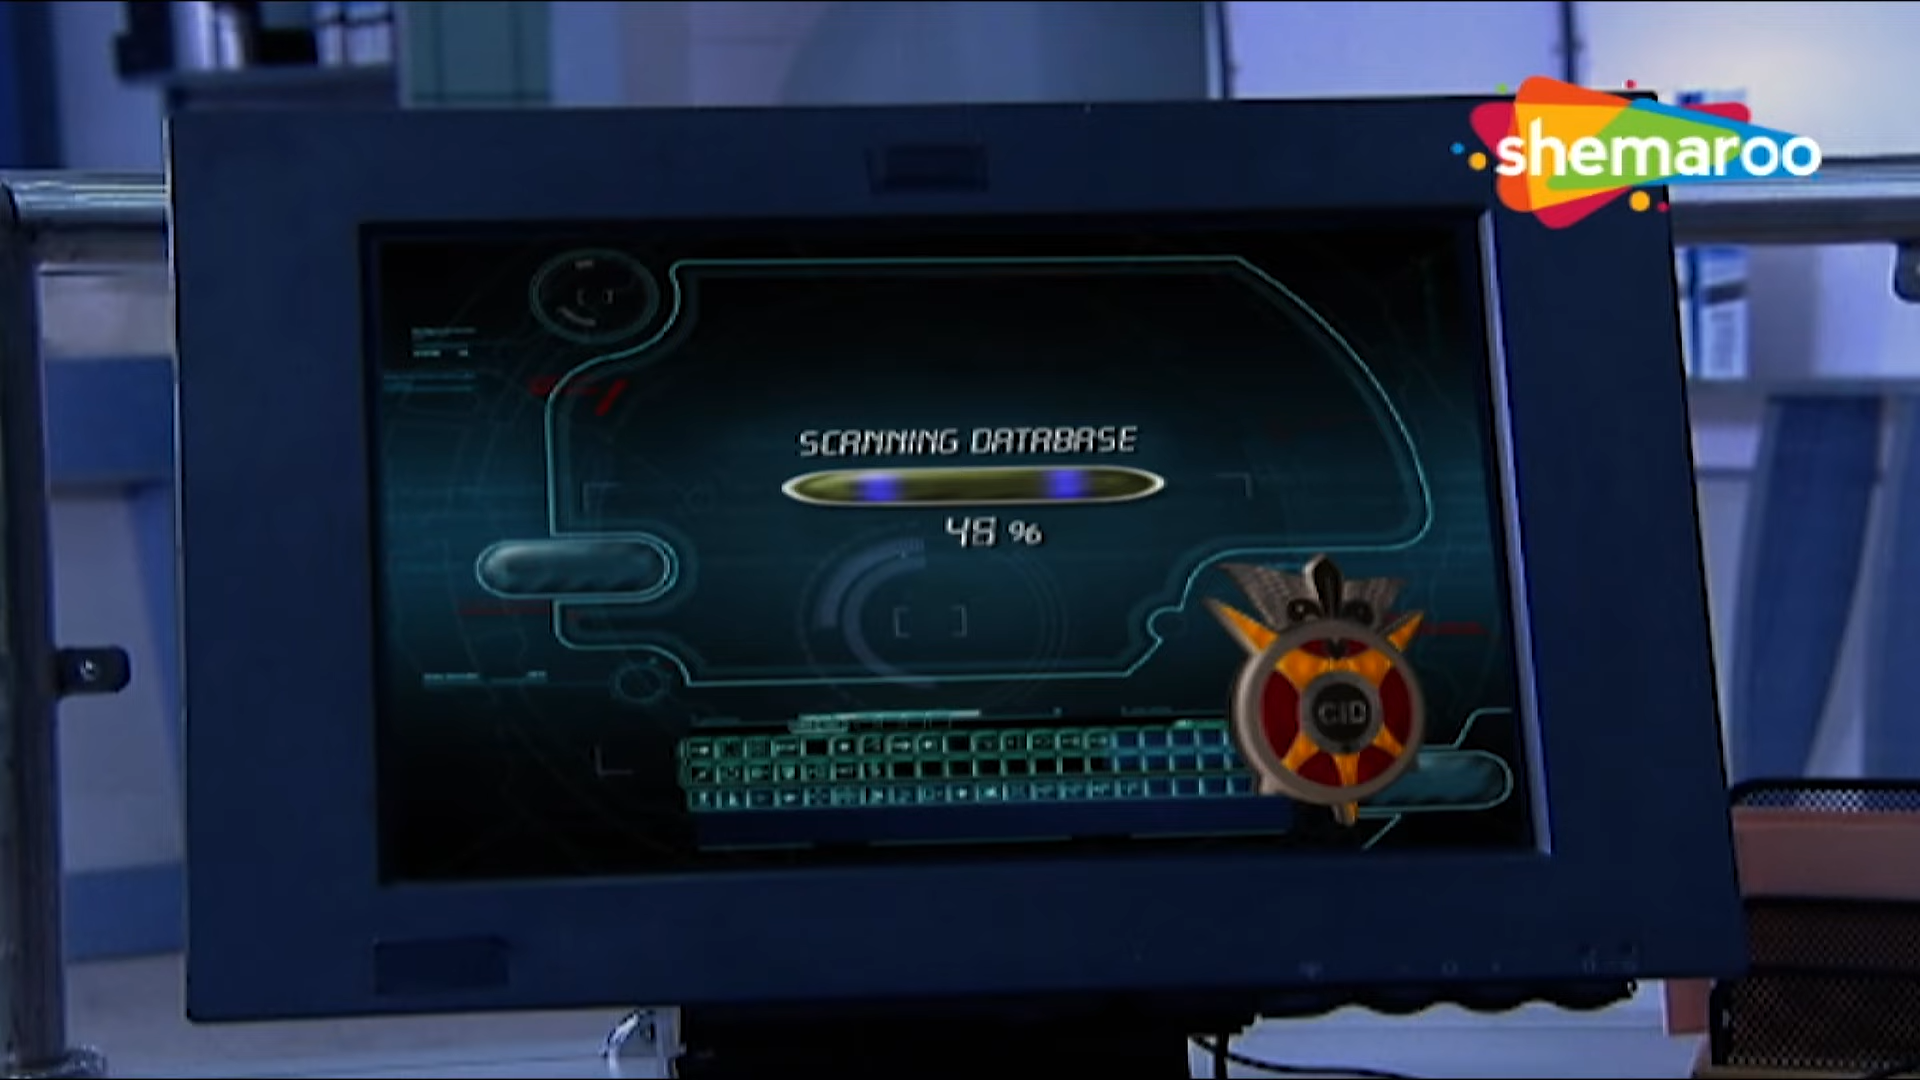 shemaroo
SCANNING DATABASE
48 %
CID